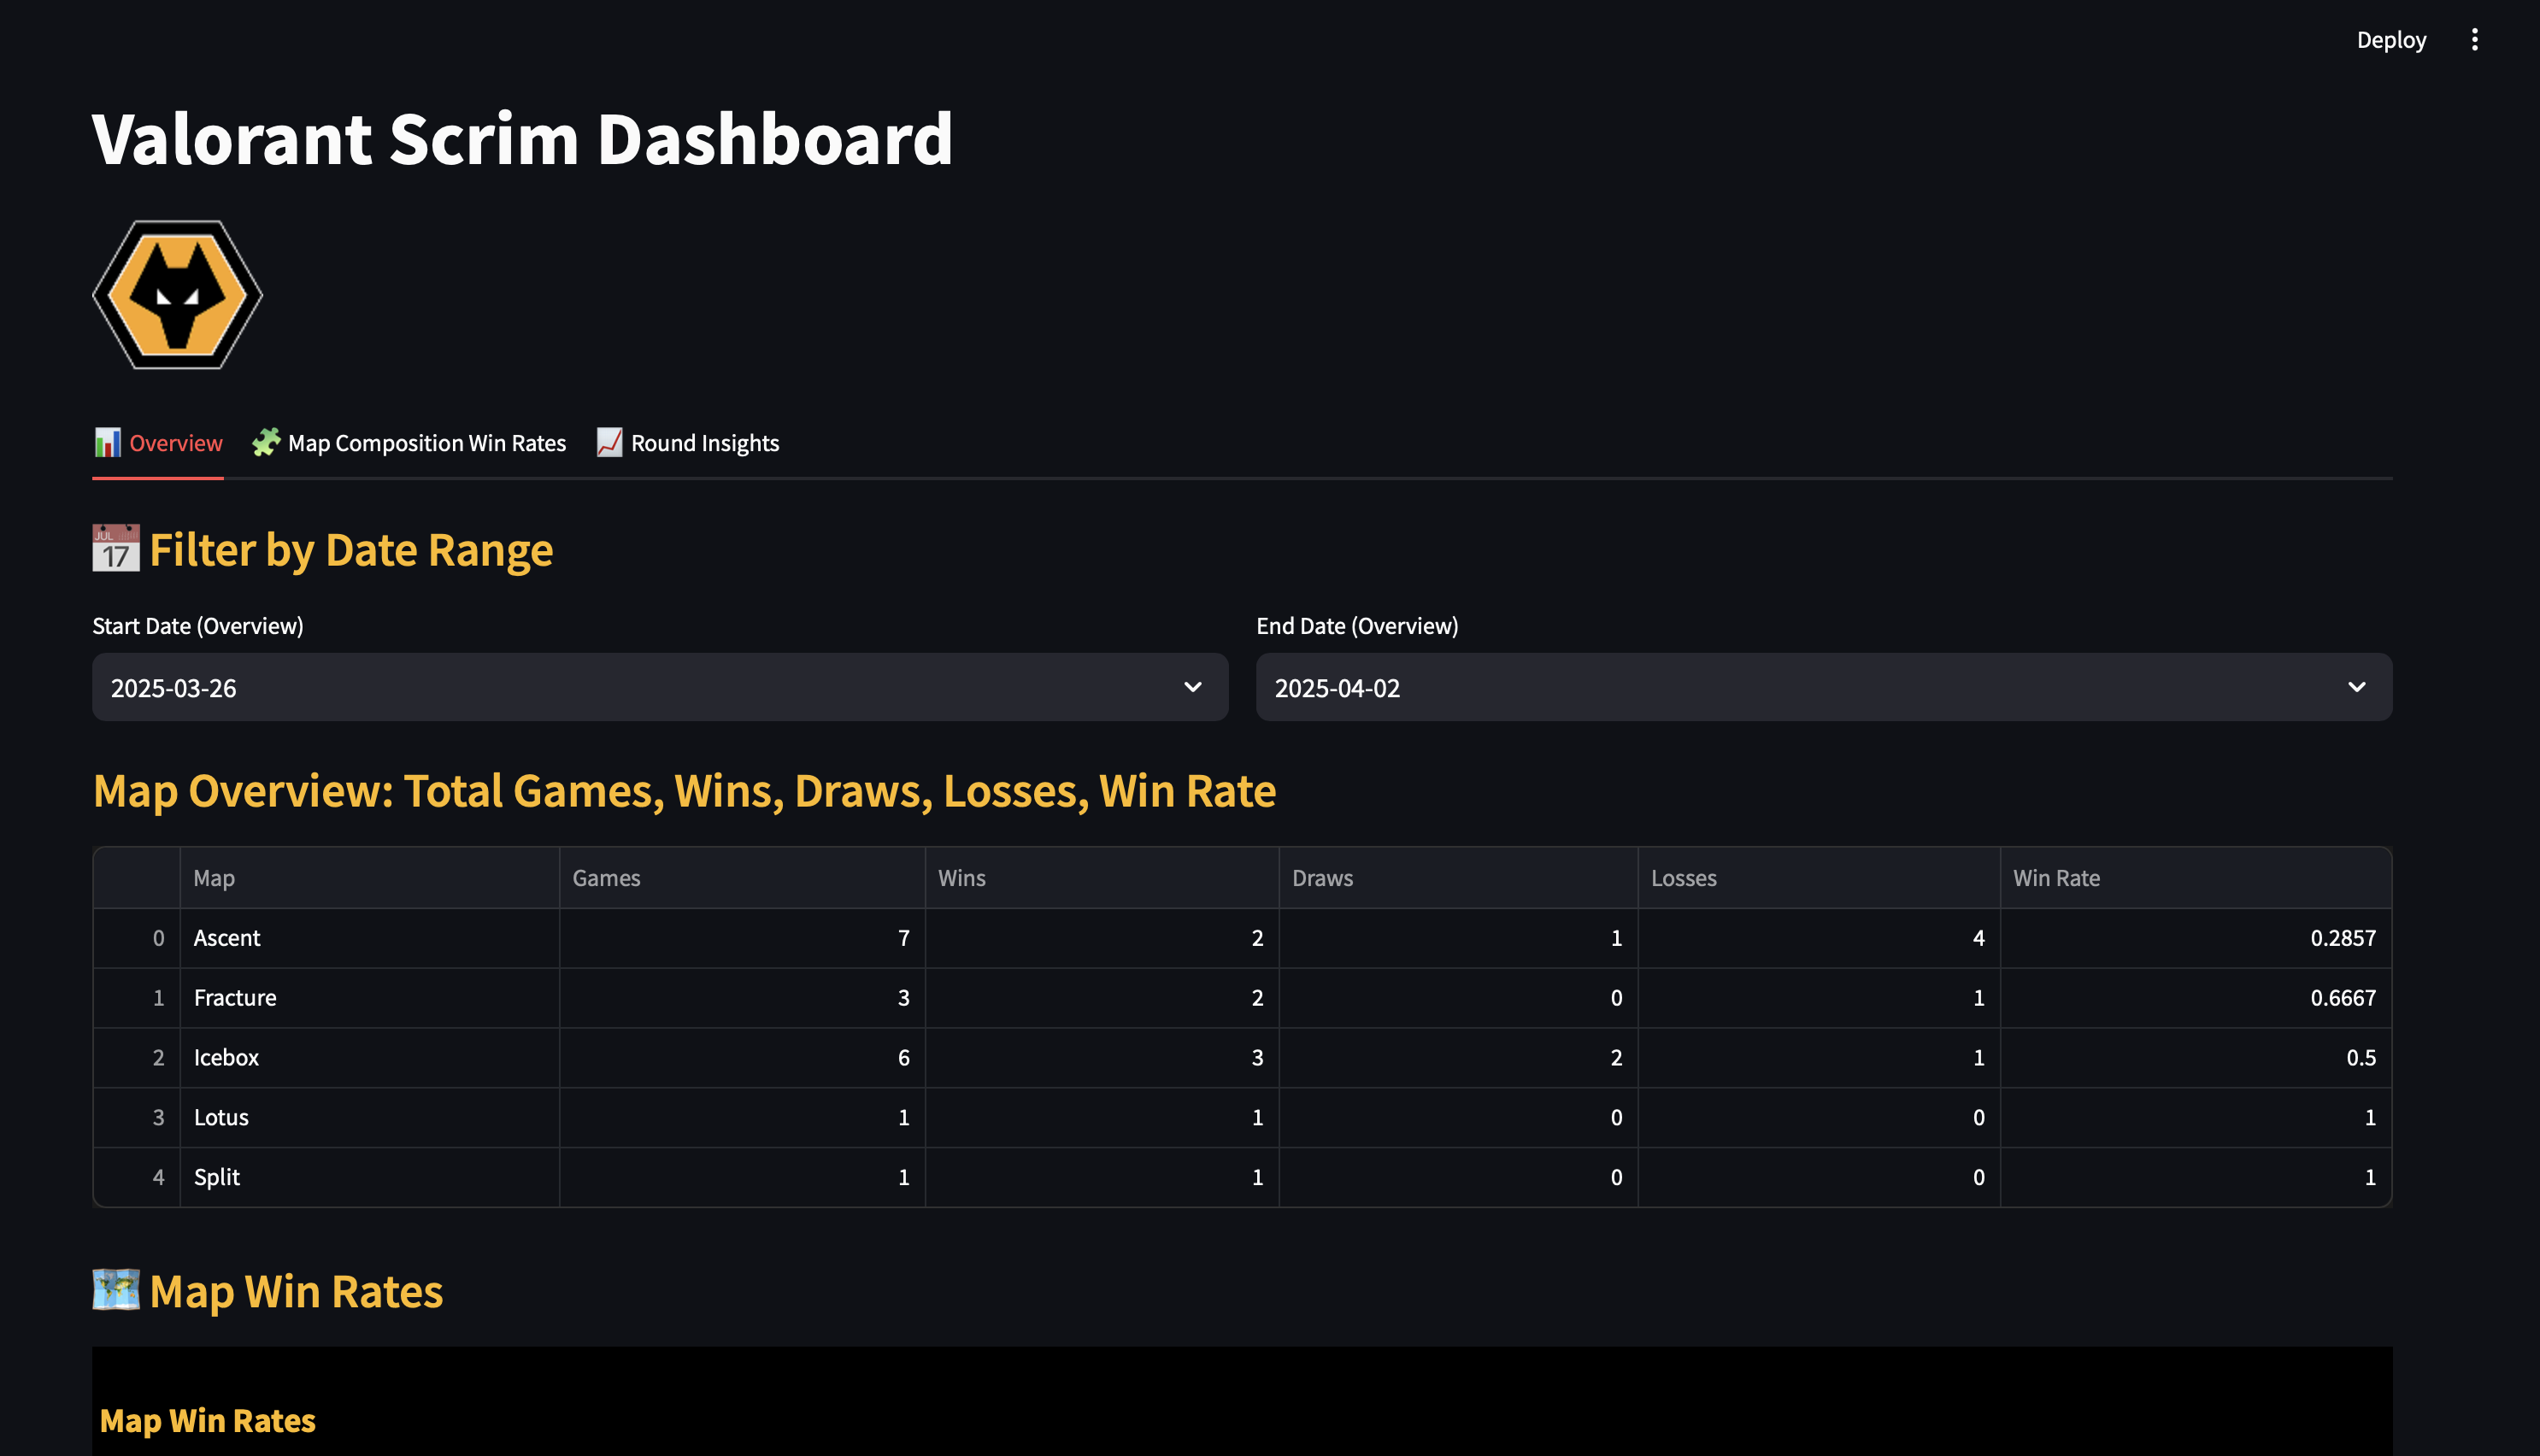 Deploy
Valorant Scrim Dashboard
Overview Map Composition Win Rates Round Insights
JUL
17
Filter by Date Range
Start Date (Overview) End Date (Overview)
2025-03-26 2025-04-02
Map Overview: Total Games, Wins, Draws, Losses, Win Rate
Map Games Wins Draws Losses Win Rate
0 Ascent 7 2 1 4 0.2857
1 Fracture 3 2 0 1 0.6667
2 Icebox 6 3 2 1 0.5
3 Lotus 1 1 0 0 1
4 Split 1 1 0 0 1
Map Win Rates
Map Win Rates